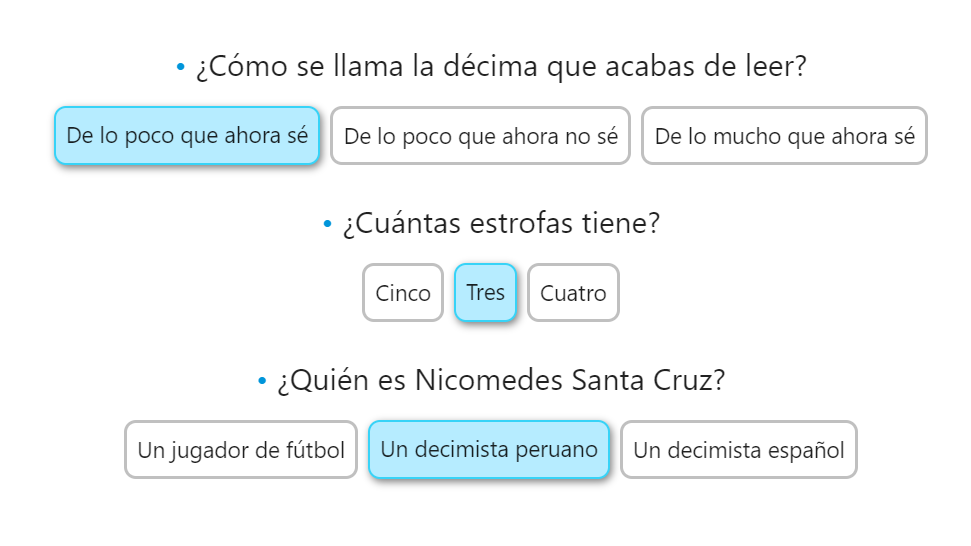 • ¿Cómo se llama la décima que acabas de leer?
De lo poco que ahora sé De lo poco que ahora no sé De lo mucho que ahora sé
• ¿Cuántas estrofas tiene?
Cinco Tres Cuatro
• ¿Quién es Nicomedes Santa Cruz?
Un jugador de fútbol Un decimista peruano Un decimista español